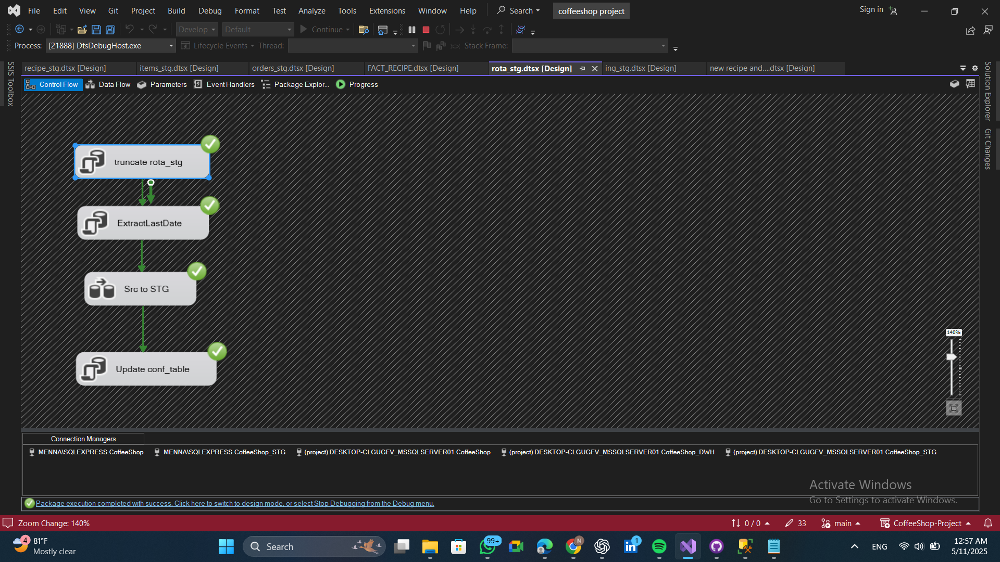 File Edit View Git Project Build Debug Format Test Analyze Tools Extensions Window Help Search coffeeshop project Sign in
Develop Default Continue
Process: [21888] DtsDebugHost.exe Lifecycle Events Thread: Stack Frame:
SSIS Toolbox
recipe_stg.dtsx [Design] items_stg.dtsx [Design] orders_stg.dtsx [Design] FACT_RECIPE.dtsx [Design] rota_stg.dtsx [Design] ing_stg.dtsx [Design] new recipe and....dtsx [Design]
Control Flow Data Flow Parameters Event Handlers Package Explor... Progress
Solution Explorer
Git Changes
truncate rota_stg
ExtractLastDate
Src to STG
Update conf_table
140%
Connection Managers
MENNA\SQLEXPRESS.CoffeeShop MENNA\SQLEXPRESS.CoffeeShop_STG (project) DESKTOP-CLGUGFV_MSSQLSERVER01.CoffeeShop (project) DESKTOP-CLGUGFV_MSSQLSERVER01.CoffeeShop_DWH (project) DESKTOP-CLGUGFV_MSSQLSERVER01.CoffeeShop_STG
Activate Windows
Go to Settings to activate Windows.
Package execution completed with success. Click here to switch to design mode, or select Stop Debugging from the Debug menu.
Zoom Change: 140% 0 / 0 33 main CoffeeShop-Project
4 81°F
Mostly clear
Search
99+
N
1
ENG
12:57 AM
5/11/2025